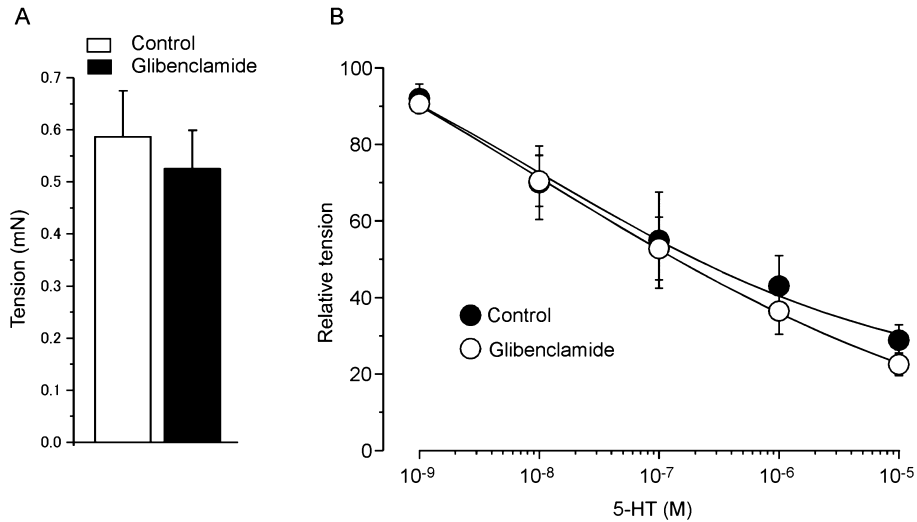 A
Control
Glibenclamide
Tension (mN)
0.7
0.6
0.5
0.4
0.3
0.2
0.1
0.0
B
Relative tension
100
80
60
40
20
0
Control
Glibenclamide
10-9 10-8 10-7 10-6 10-5
5-HT (M)